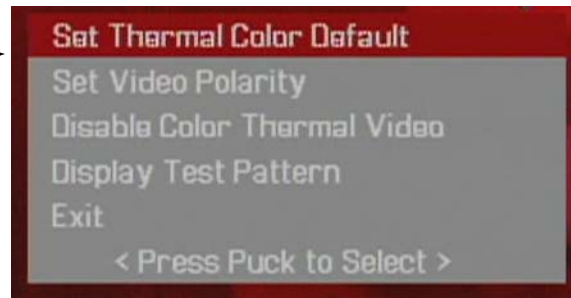 Set Thermal Color Default
Set Video Polarity
Disable Color Thermal Video
Display Test Pattern
Exit
< Press Puck to Select >